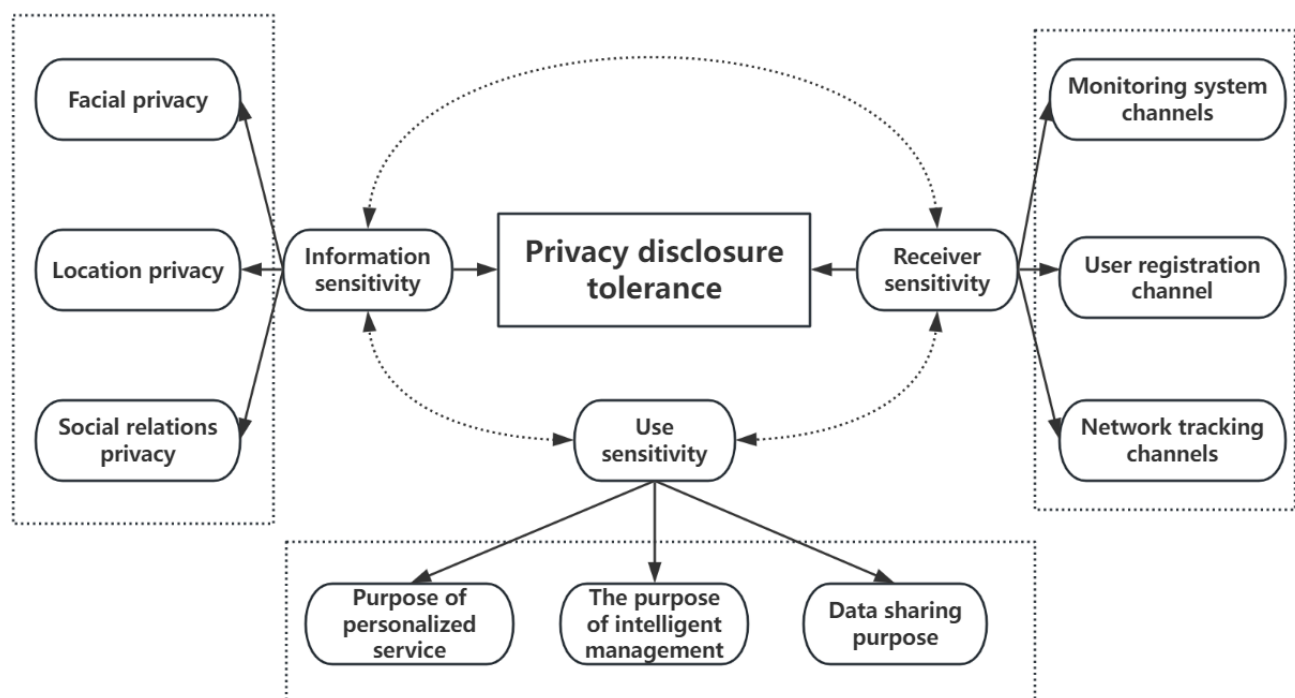 Facial privacy
Location privacy
Social relations
privacy
Information
sensitivity
Privacy disclosure
tolerance
Receiver
sensitivity
Monitoring system
channels
User registration
channel
Network tracking
channels
Use
sensitivity
Purpose of
personalized
service
The purpose
of intelligent
management
Data sharing
purpose